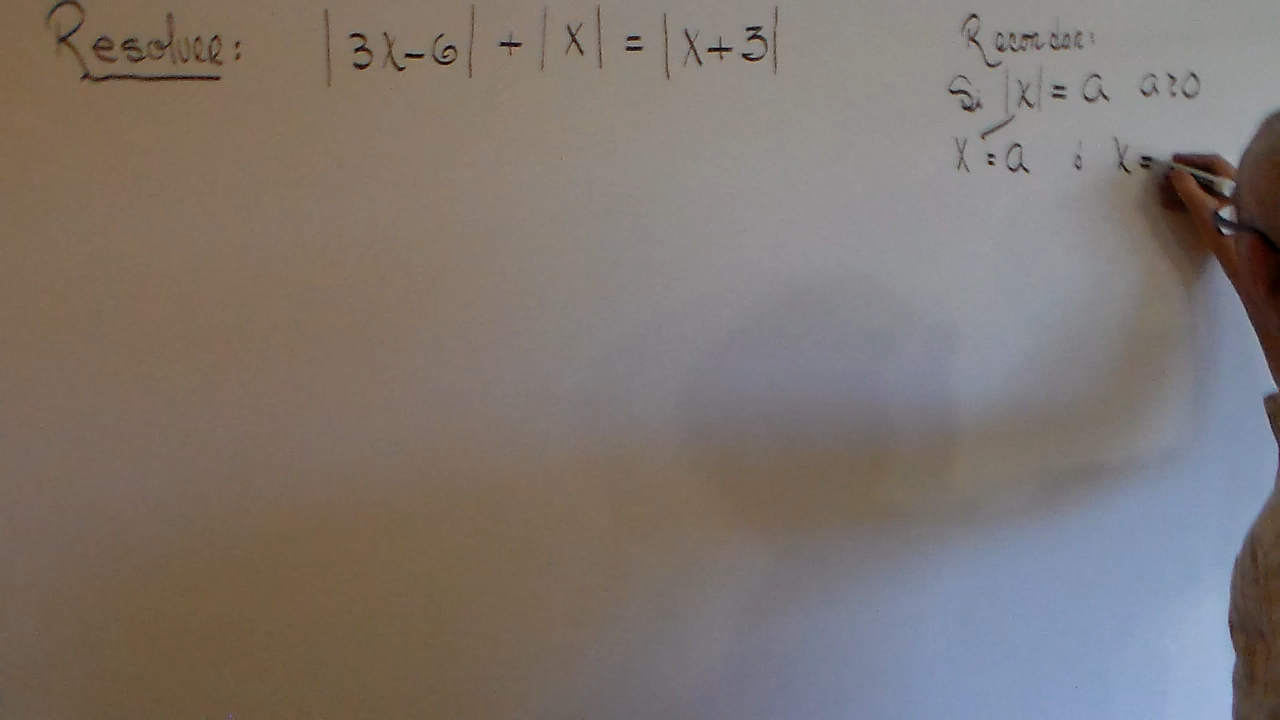 Resolver: |3x-6| + |x| = |x+3|
Recordar:
Si |x| = a a≥0
x = a ó x =